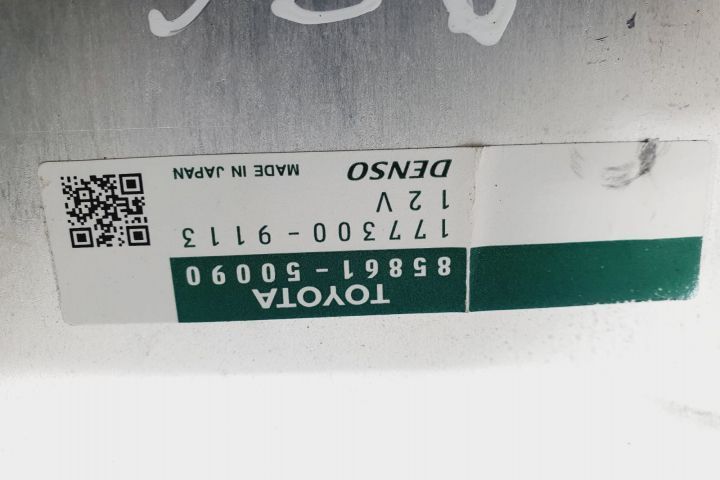 TOYOTA
85861-50090
177300-9113
12V
DENSO MADE IN JAPAN